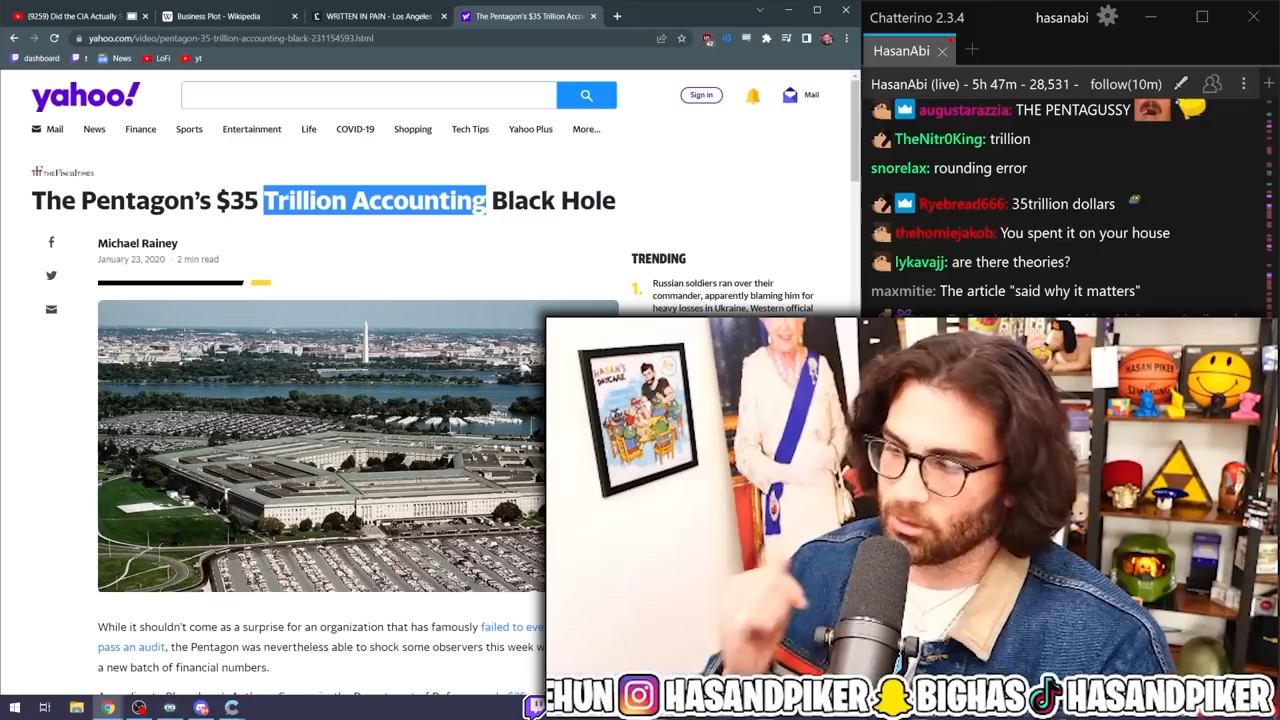 (9259) Did the CIA Actually S
Business Plot - Wikipedia
WRITTEN IN PAIN - Los Angeles
The Pentagon's $35 Trillion Acco
yahoo.com/video/pentagon-35-trillion-accounting-black-231154593.html
dashboard
t
News
LoFi
yt
yahoo!
Sign in
Mail
Mail
News
Finance
Sports
Entertainment
Life
COVID-19
Shopping
Tech Tips
Yahoo Plus
More...
THE FISCAL TIMES
The Pentagon’s $35 Trillion Accounting Black Hole
Michael Rainey
January 23, 2020 · 2 min read
TRENDING
1. Russian soldiers ran over their
commander, apparently blaming him for
heavy losses in Ukraine, Western official
While it shouldn't come as a surprise for an organization that has famously failed to eve
pass an audit, the Pentagon was nevertheless able to shock some observers this week w
a new batch of financial numbers.
Chatterino 2.3.4
hasanabi
HasanAbi
HasanAbi (live) - 5h 47m - 28,531 - follow(10m)
augustarazzia: THE PENTAGUSSY
TheNitr0King: trillion
snorelax: rounding error
Ryebread666: 35trillion dollars
thehomiejakob: You spent it on your house
lykavajj: are there theories?
maxmitie: The article "said why it matters"
HASAN'S
DAYCARE
HASAN PIKER
SPALDING
EHUN
HASANDPIKER
BIGHAS
HASANDPIKER